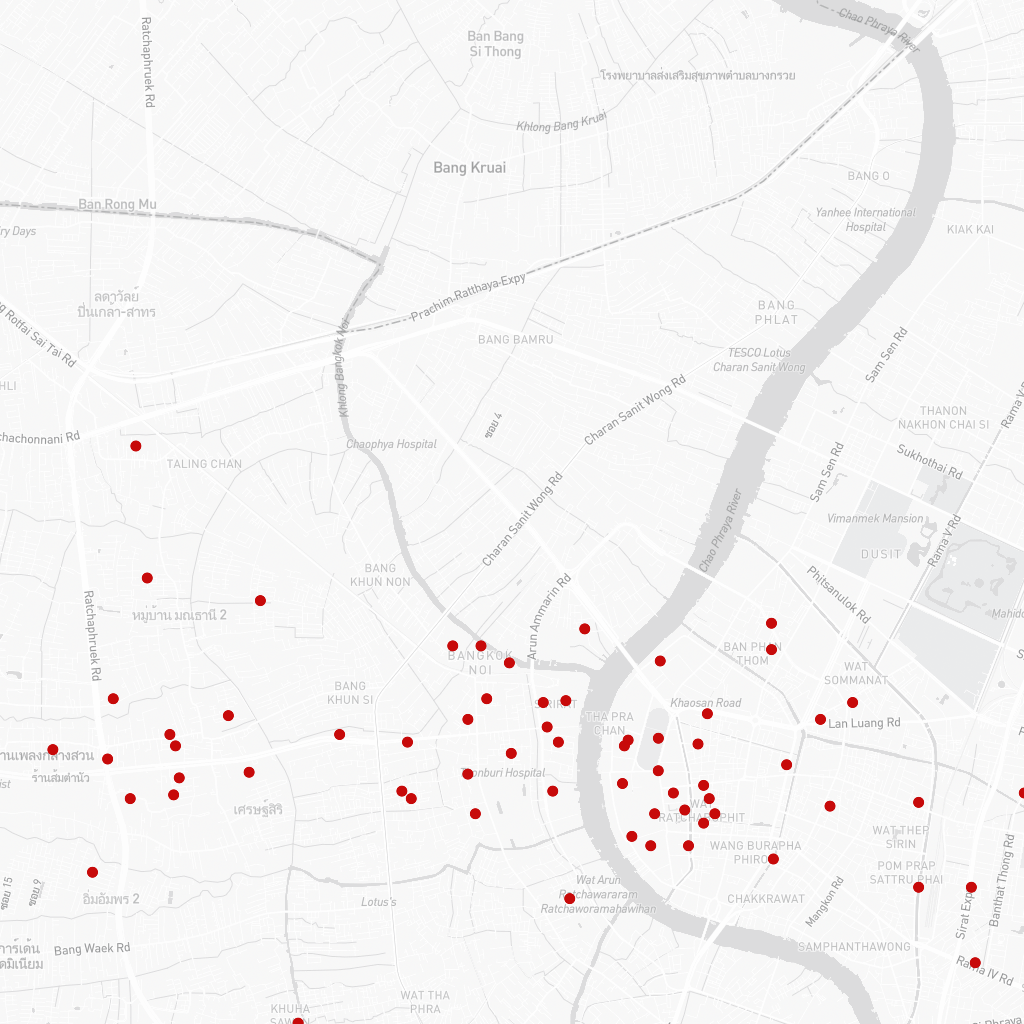 Chao Phraya River
Ratchaphruek Rd
Ban Bang
Si Thong
โรงพยาบาลส่งเสริมสุขภาพตำบลบางกรวย
Khlong Bang Kruai
Bang Kruai
BANG O
Ban Rong Mu
Yanhee International
Hospital
KIAK KAI
ry Days
ลดาวัลย์
ปิ่นเกล้า-สาทร
Prachim Ratthaya Expy
BANG
PHLAT
g Rotfai Sai Tai Rd
Khlong Bangkok Noi
BANG BAMRU
Sam Sen Rd
TESCO Lotus
Charan Sanit Wong
HLI
Charan Sanit Wong Rd
Rama V
THANON
NAKHON CHAI SI
chachonnani Rd
ซอย 4
Chaophya Hospital
TALING CHAN
Sukhothai Rd
Sam Sen Rd
Charan Sanit Wong Rd
Chao Phraya River
Vimanmek Mansion
Rama V Rd
DUSIT
BANG
KHUN NON
Phitsanulok Rd
Arun Ammarin Rd
หมู่บ้าน มณธานี 2
Mahido
Ratchaphruek Rd
BANGKOK
NOI
BAN PHAN
THOM
WAT
SOMMANAT
BANG
KHUN SI
SIRIRAT
Khaosan Road
THA PRA
CHAN
Lan Luang Rd
านเพลงกลางสวน
ร้านส้มตำนัว
ist
Thonburi Hospital
เศรษฐ์สิริ
WAT
RATCHABOPHIT
WAT THEP
SIRIN
WANG BURAPHA
PHIROM
POM PRAP
SATTRU PHAI
Banthat Thong Rd
ซอย 15
ซอย 9
อิ่มอัมพร 2
Lotus's
Wat Arun
Ratchawararam
Ratchaworamahawihan
CHAKKRAWAT
Mangkon Rd
Sirat Expy
การ์เด้น
ดมิเนียม
Bang Waek Rd
SAMPHANTHAWONG
Rama IV Rd
WAT THA
PHRA
KHUHA
SAWAN
Si Phraya